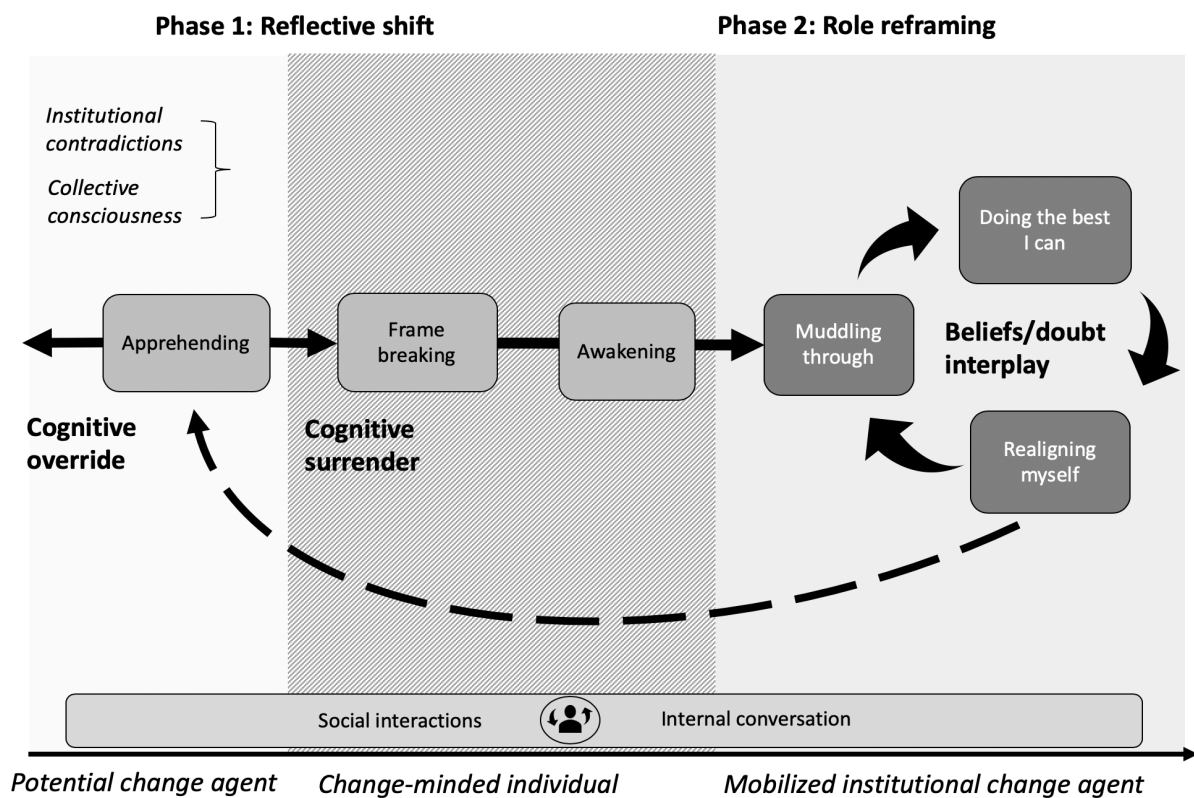 Phase 1: Reflective shift
Phase 2: Role reframing
Institutional
contradictions
Collective
consciousness
Apprehending
Frame
breaking
Awakening
Muddling
through
Doing the best
I can
Beliefs/doubt
interplay
Realigning
myself
Cognitive
override
Cognitive
surrender
Social interactions
Internal conversation
Potential change agent
Change-minded individual
Mobilized institutional change agent